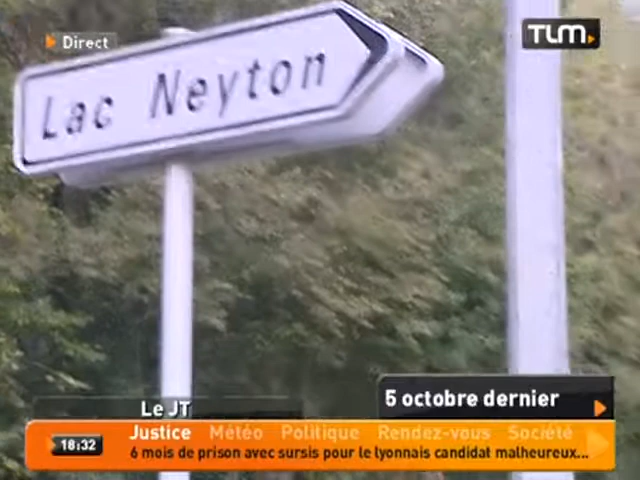 Direct
TLM
Lac Neyton
5 octobre dernier
Le JT
18:32
Justice Météo Politique Rendez-vous Société
6 mois de prison avec sursis pour le lyonnais candidat malheureux...